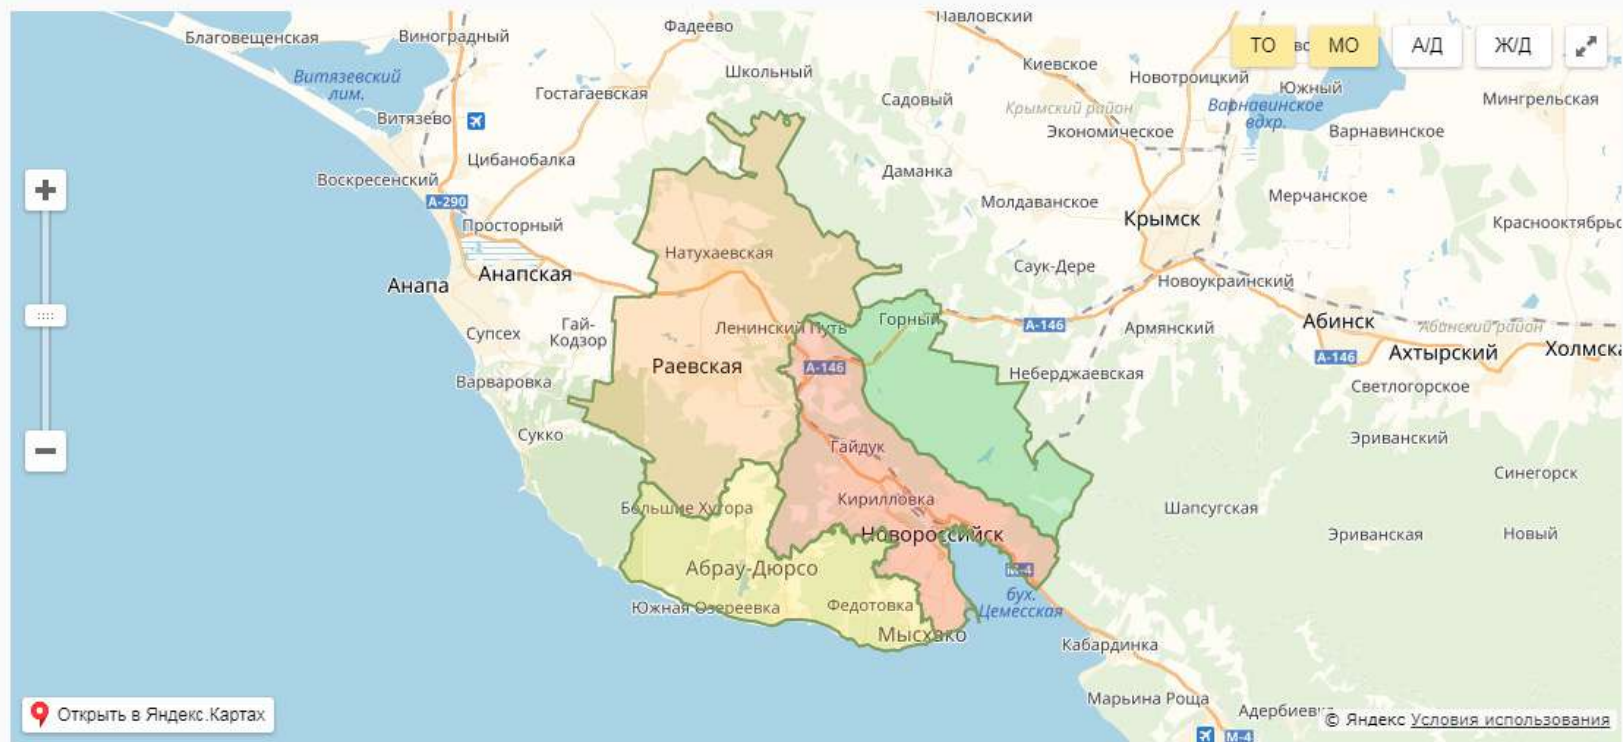 Павловский
Фадеево
Благовещенская
Виноградный
ТО
МО
А/Д
Ж/Д
Киевское
Школьный
Новотроицкий
Витязевский
лим.
Южный
Гостагаевская
Садовый
Крымский район
Варнавинское
вдхр.
Мингрельская
Витязево
Экономическое
Варнавинское
Цибанобалка
Даманка
Воскресенский
Мерчанское
А-290
Молдаванское
Крымск
Просторный
Краснооктябрьс
Натухаевская
Саук-Дере
Анапская
Анапа
Новоукраинский
Горный
А-146
Армянский
Абинск
Абинский район
Гай-
Кодзор
Супсех
Ленинский Путь
А-146
Ахтырский
Холмска
Раевская
А-146
Небеpджаевская
Варваровка
Светлогорское
Сукко
Гайдук
Эриванский
Синегорск
Кирилловка
Большие Хутора
Шапсугская
Новороссийск
Эриванская
Новый
Абрау-Дюрсо
М-4
бух.
Цемесская
Южная Озереевка
Федотовка
Мысхако
Кабардинка
Марьина Роща
Адербиевка
Открыть в Яндекс.Картах
© Яндекс Условия использования
М-4